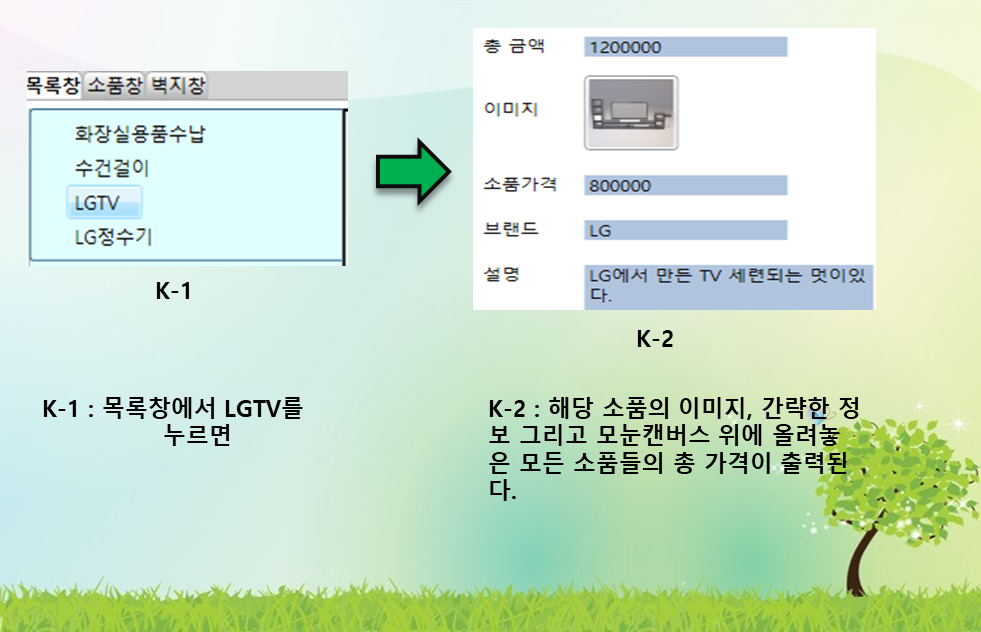 목록창 소품창 벽지창
화장실용품수납
수건걸이
LGTV
LG정수기
K-1
총 금액 1200000
이미지
소품가격 800000
브랜드 LG
설명 LG에서 만든 TV 세련되는 멋이있
다.
K-2
K-1 : 목록창에서 LGTV를
누르면
K-2 : 해당 소품의 이미지, 간략한 정
보 그리고 모눈캔버스 위에 올려놓
은 모든 소품들의 총 가격이 출력된
다.